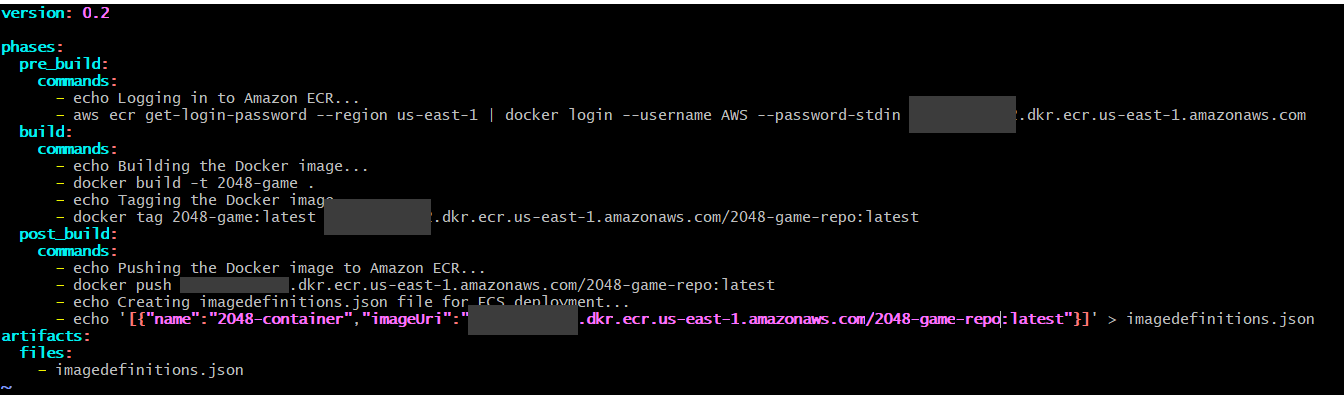 version: 0.2
phases:
pre_build:
commands:
- echo Logging in to Amazon ECR...
- aws ecr get-login-password --region us-east-1 | docker login --username AWS --password-stdin .dkr.ecr.us-east-1.amazonaws.com
build:
commands:
- echo Building the Docker image...
- docker build -t 2048-game .
- echo Tagging the Docker image
- docker tag 2048-game:latest .dkr.ecr.us-east-1.amazonaws.com/2048-game-repo:latest
post_build:
commands:
- echo Pushing the Docker image to Amazon ECR...
- docker push .dkr.ecr.us-east-1.amazonaws.com/2048-game-repo:latest
- echo Creating imagedefinitions.json file for ECS deployment...
- echo '[{"name":"2048-container","imageUri":" .dkr.ecr.us-east-1.amazonaws.com/2048-game-repo:latest"}]' > imagedefinitions.json
artifacts:
files:
- imagedefinitions.json
~